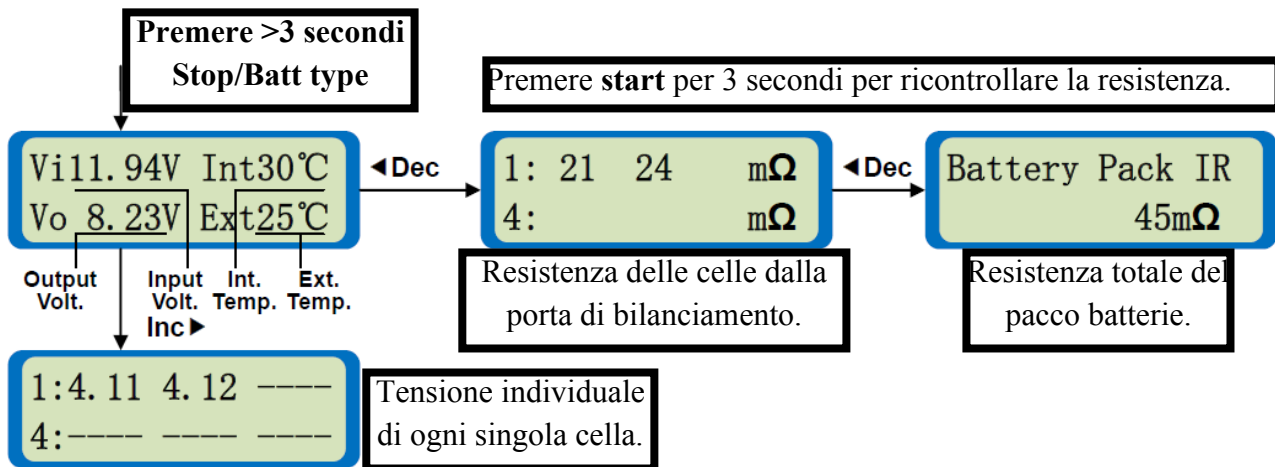 Premere >3 secondi
Stop/Batt type
Premere start per 3 secondi per ricontrollare la resistenza.
Vi11.94V Int30℃
Vo 8.23V Ext25℃
◄Dec
1: 21 24 mΩ
4: mΩ
◄Dec
Battery Pack IR
45mΩ
Output
Volt.
Input
Volt.
Int.
Temp.
Ext.
Temp.
Inc►
Resistenza delle celle dalla
porta di bilanciamento.
Resistenza totale del
pacco batterie.
1:4.11 4.12 ----
4:---- ---- ----
Tensione individuale
di ogni singola cella.